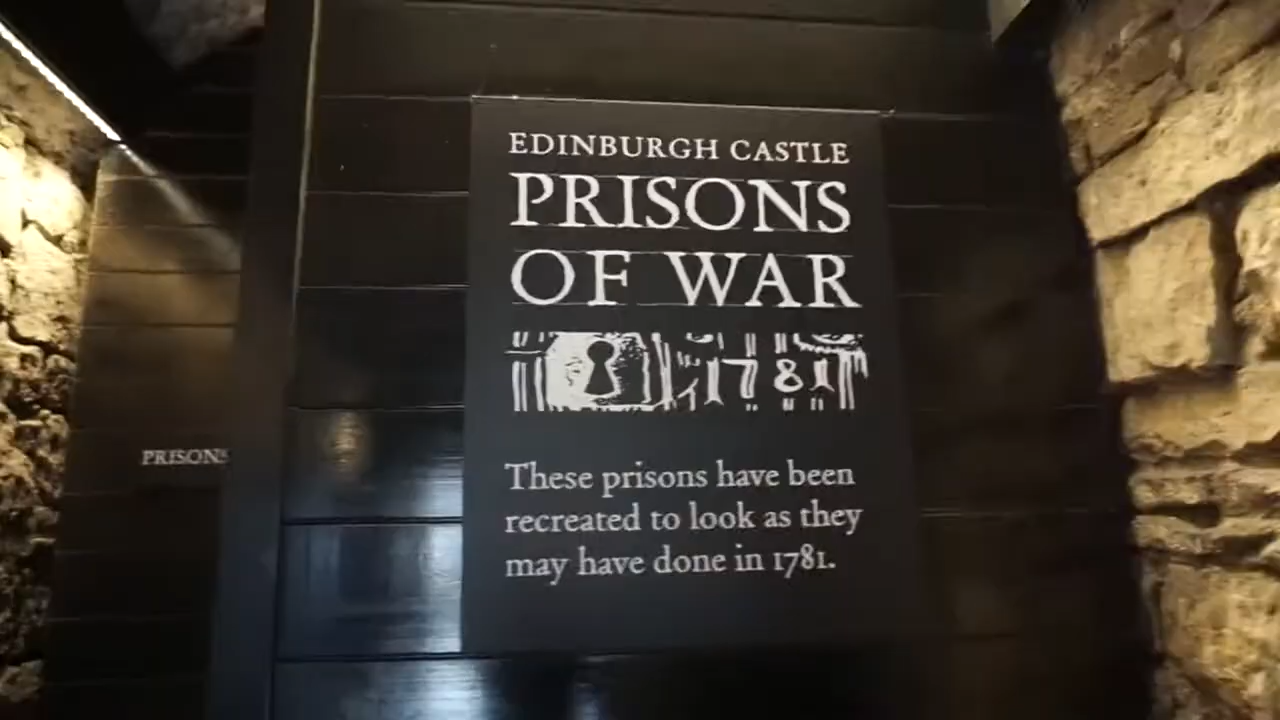 EDINBURGH CASTLE
PRISONS
OF WAR
1781
These prisons have been
recreated to look as they
may have done in 1781.
PRISONS